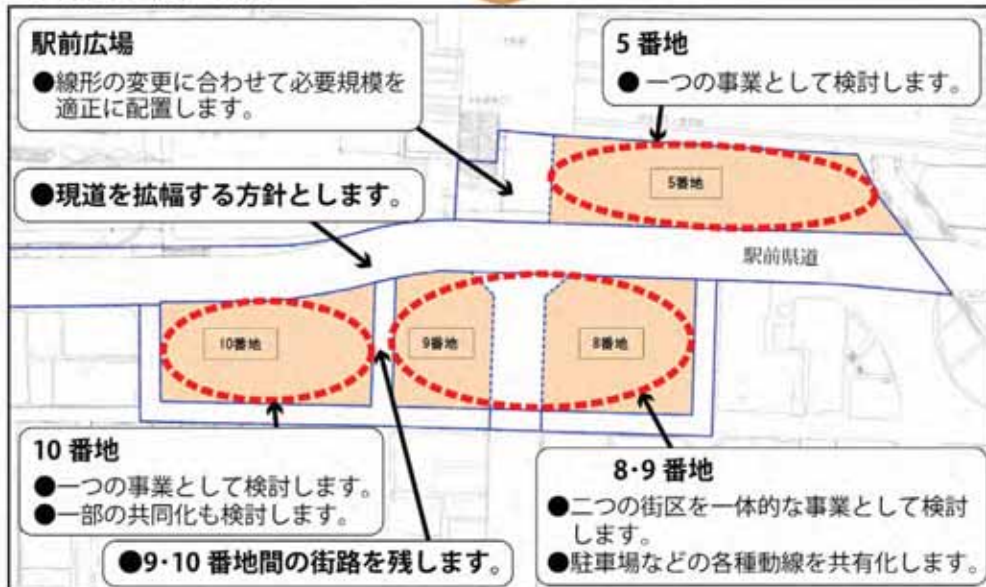 駅前広場
●線形の変更に合わせて必要規模を
適正に配置します。
5番地
● 一つの事業として検討します。
●現道を拡幅する方針とします。
5番地
駅前県道
10番地
9番地
8番地
10番地
●一つの事業として検討します。
●一部の共同化も検討します。
8・9番地
●二つの街区を一体的な事業として検討
します。
●駐車場などの各種動線を共有化します。
●9・10番地間の街路を残します。